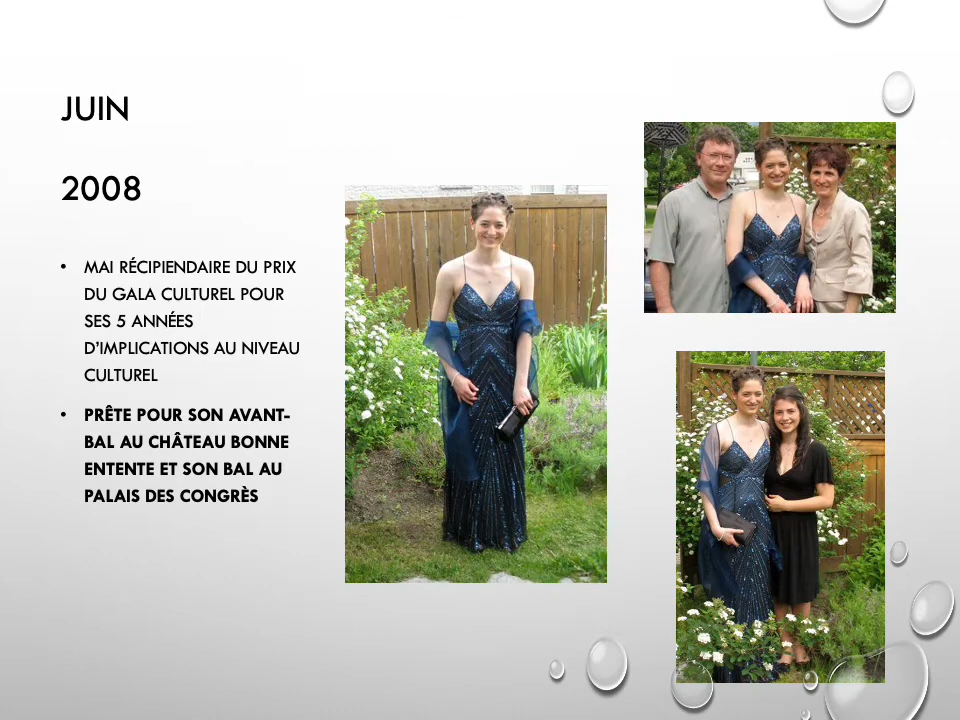 JUIN
2008
• MAI RÉCIPIENDAIRE DU PRIX
DU GALA CULTUREL POUR
SES 5 ANNÉES
D'IMPLICATIONS AU NIVEAU
CULTUREL
• PRÊTE POUR SON AVANT-
BAL AU CHÂTEAU BONNE
ENTENTE ET SON BAL AU
PALAIS DES CONGRÈS